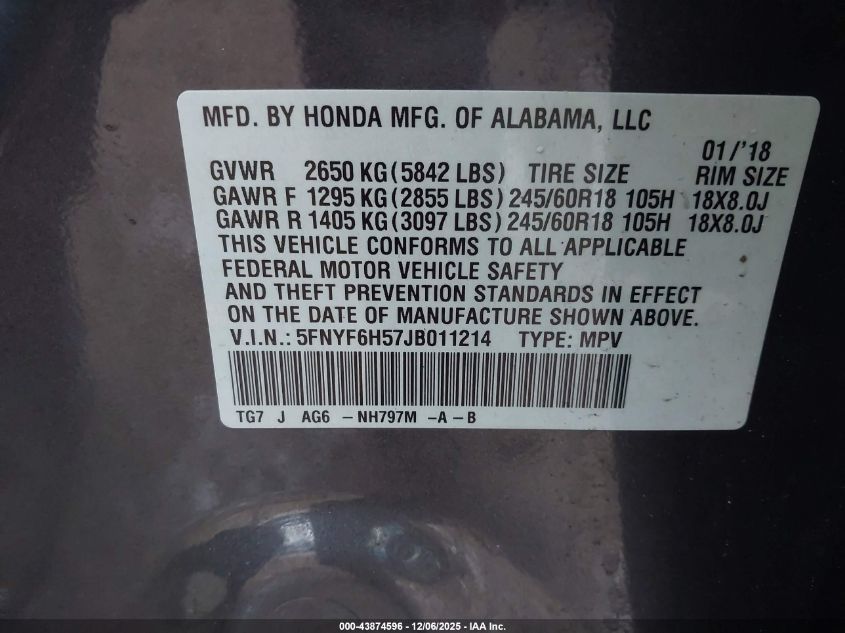 MFD. BY HONDA MFG. OF ALABAMA, LLC
01/'18
GVWR 2650 KG (5842 LBS) TIRE SIZE RIM SIZE
GAWR F 1295 KG (2855 LBS) 245/60R18 105H 18X8.0J
GAWR R 1405 KG (3097 LBS) 245/60R18 105H 18X8.0J
THIS VEHICLE CONFORMS TO ALL APPLICABLE
FEDERAL MOTOR VEHICLE SAFETY
AND THEFT PREVENTION STANDARDS IN EFFECT
ON THE DATE OF MANUFACTURE SHOWN ABOVE.
V.I.N.: 5FNYF6H57JB011214 TYPE: MPV
TG7 J AG6 - NH797M - A - B
000-43874596 - 12/06/2025 - IAA Inc.